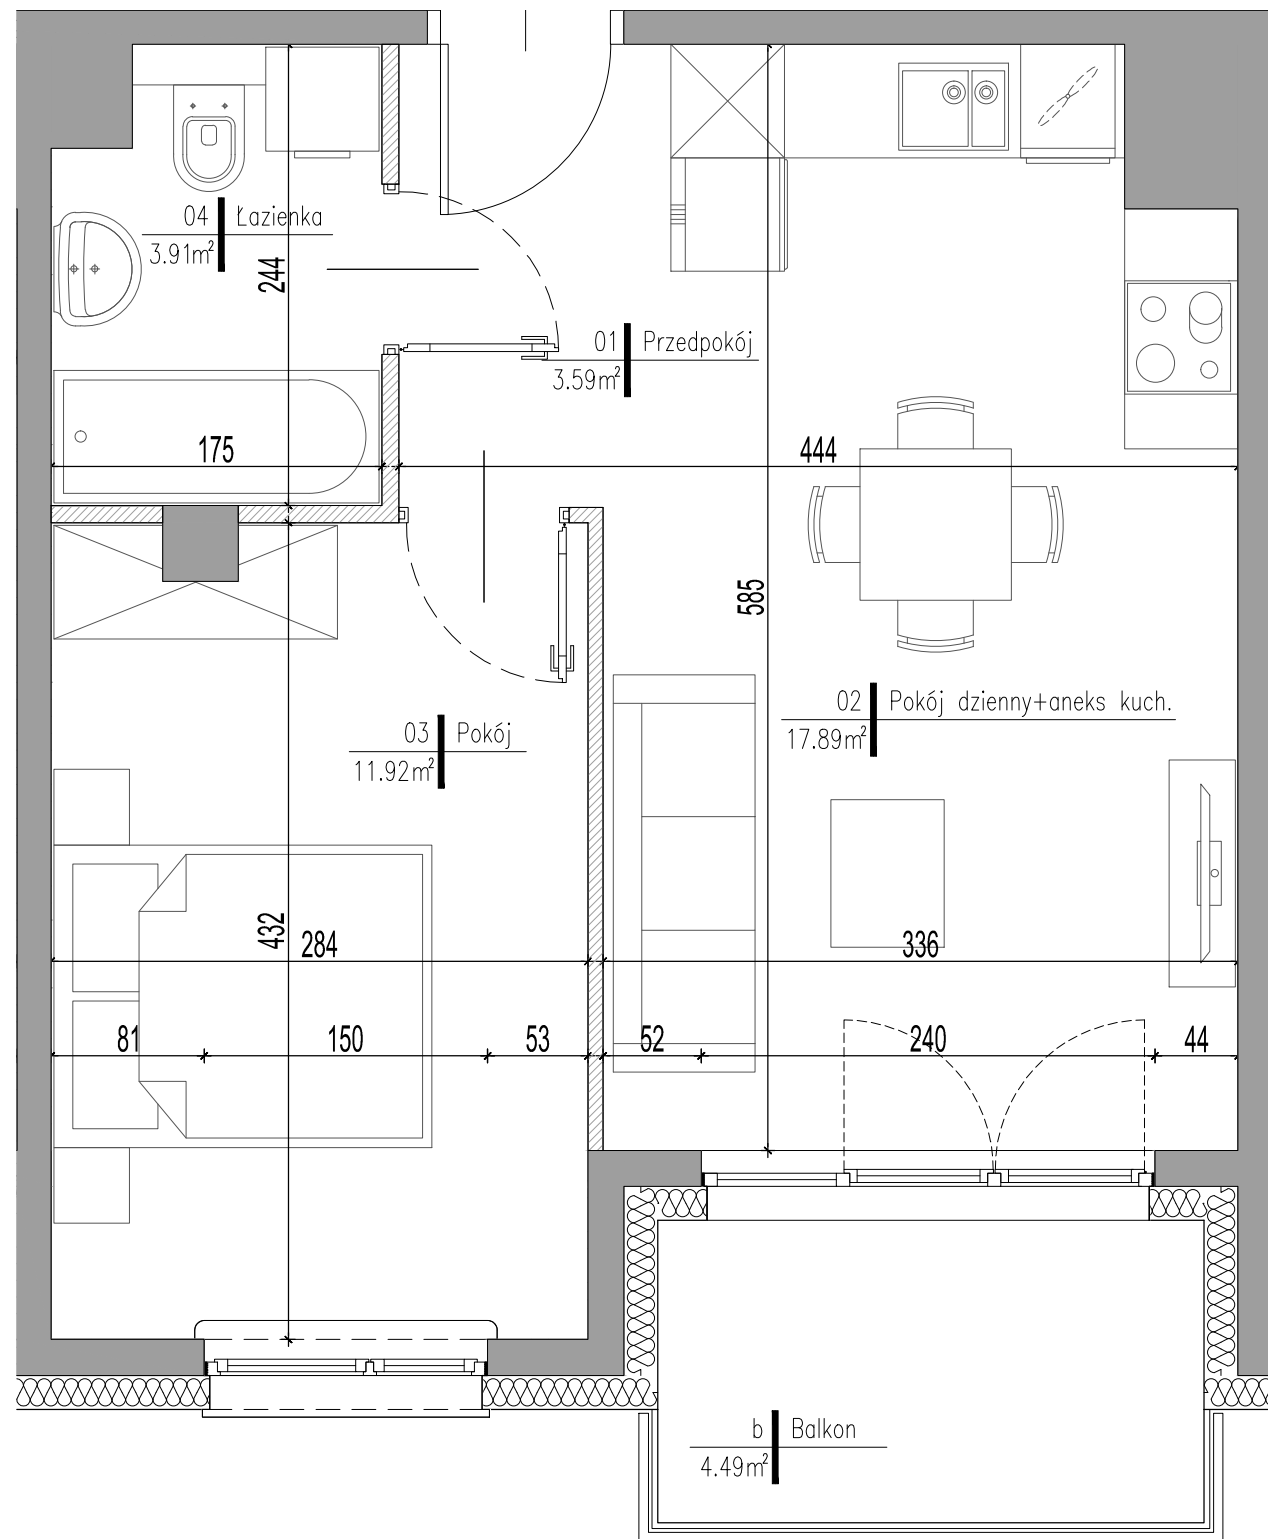 04 Łazienka
3.91m²
244
01 Przedpokój
3.59m²
175
444
585
02 Pokój dzienny+aneks kuch.
17.89m²
03 Pokój
11.92m²
432
284
336
81
150
53
52
240
44
b Balkon
4.49m²